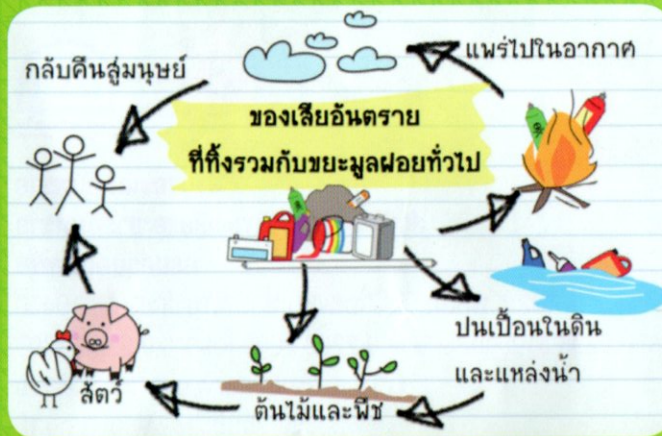 แพร่ไปในอากาศ
กลับคืนสู่มนุษย์
ของเสียอันตราย
ที่ทิ้งรวมกับขยะมูลฝอยทั่วไป
ปนเปื้อนในดิน
และแหล่งน้ำ
สัตว์
ต้นไม้และพืช